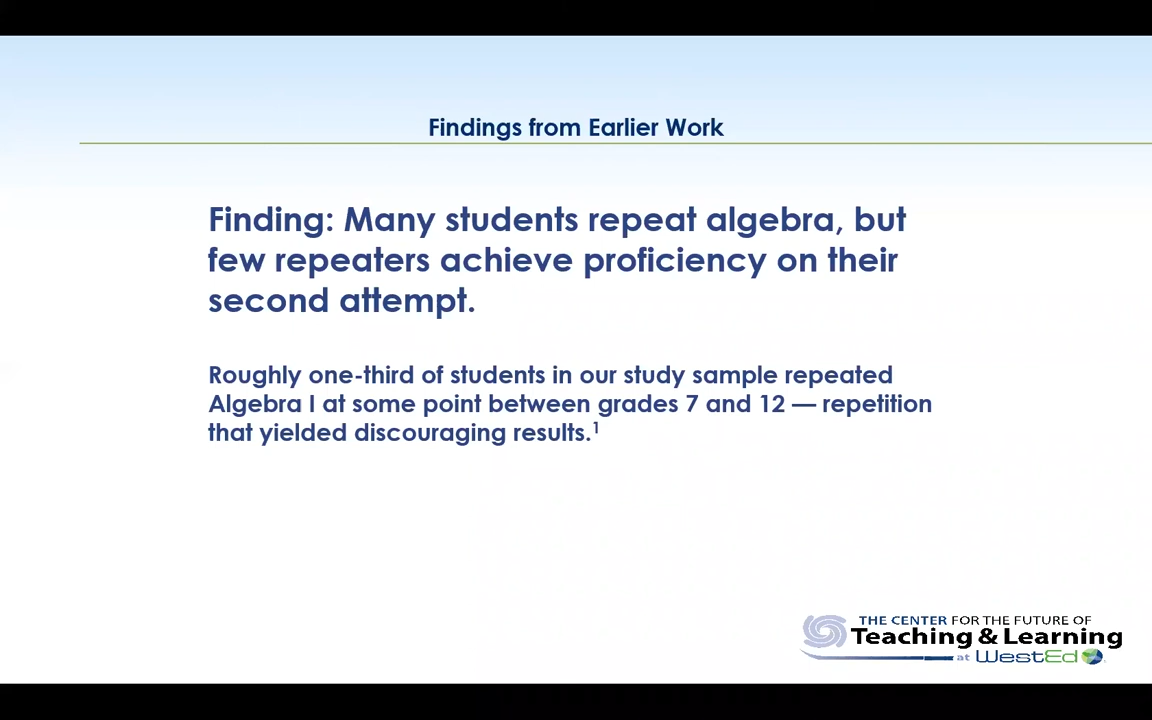 Findings from Earlier Work
Finding: Many students repeat algebra, but
few repeaters achieve proficiency on their
second attempt.
Roughly one-third of students in our study sample repeated
Algebra I at some point between grades 7 and 12 — repetition
that yielded discouraging results.¹
THE CENTER FOR THE FUTURE OF
Teaching & Learning
at WestEd